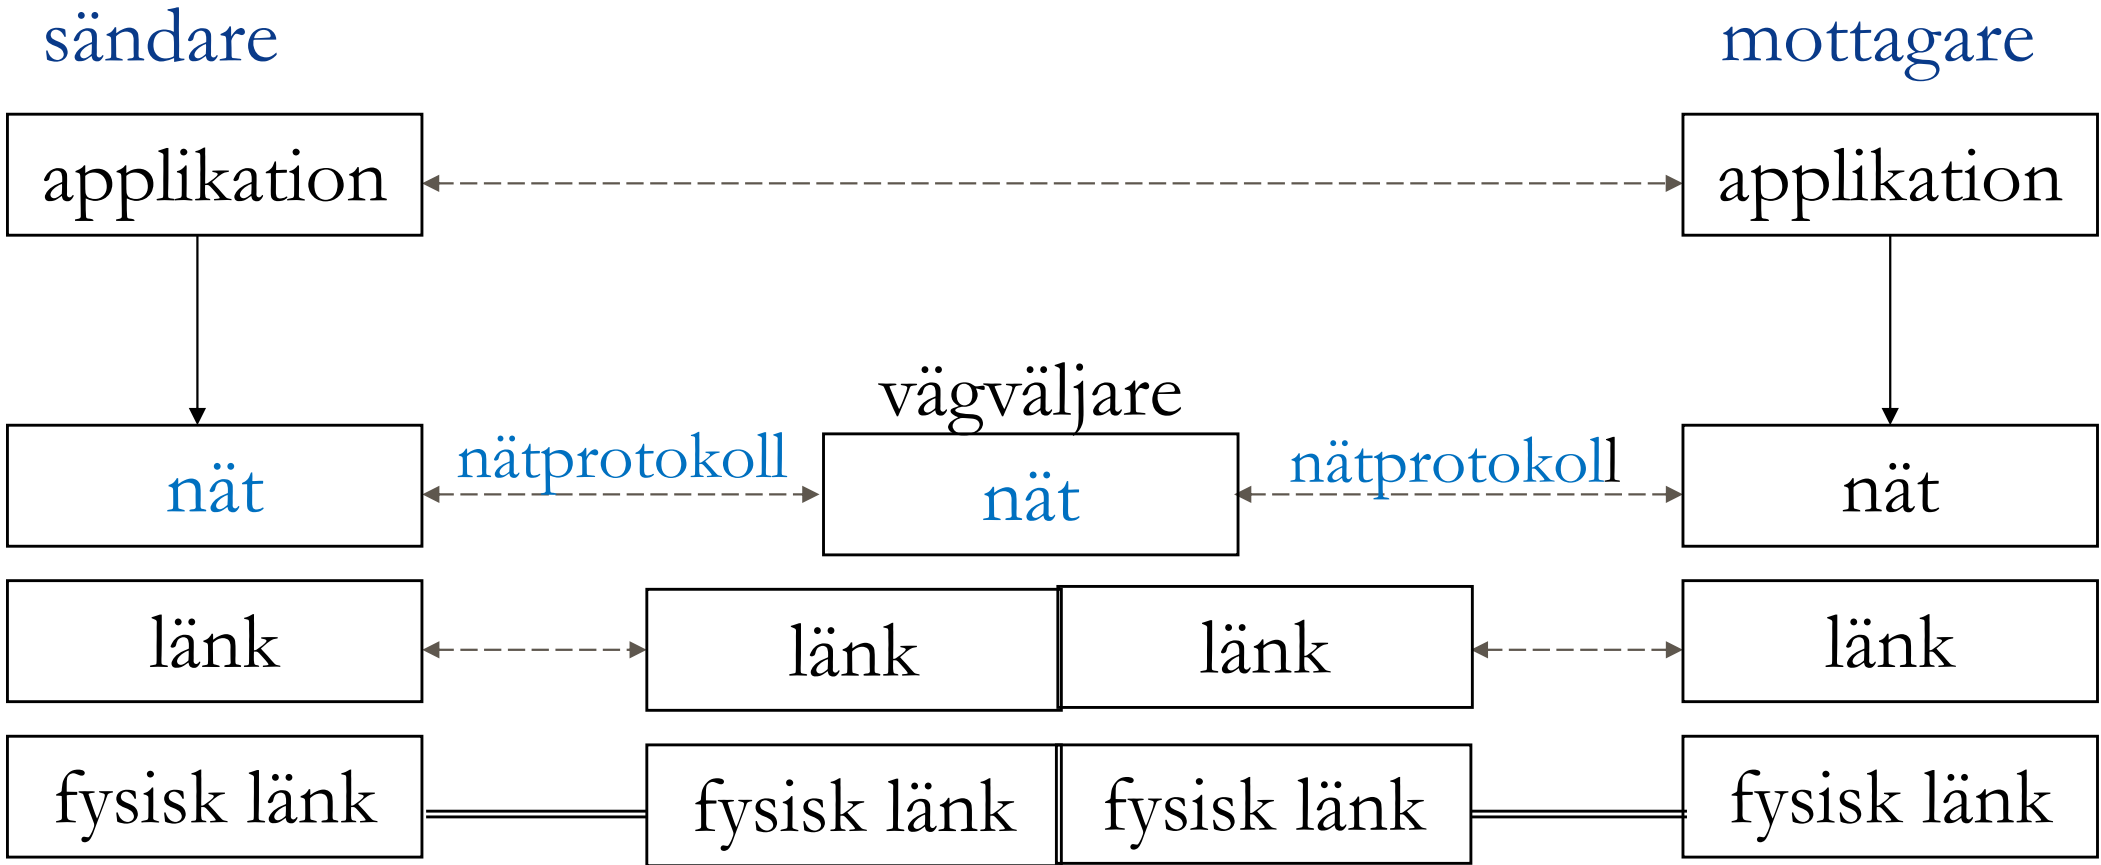 sändare
mottagare
applikation
applikation
vägväljare
nät
nätprotokoll
nät
nätprotokoll
nät
länk
länk
länk
länk
fysisk länk
fysisk länk
fysisk länk
fysisk länk